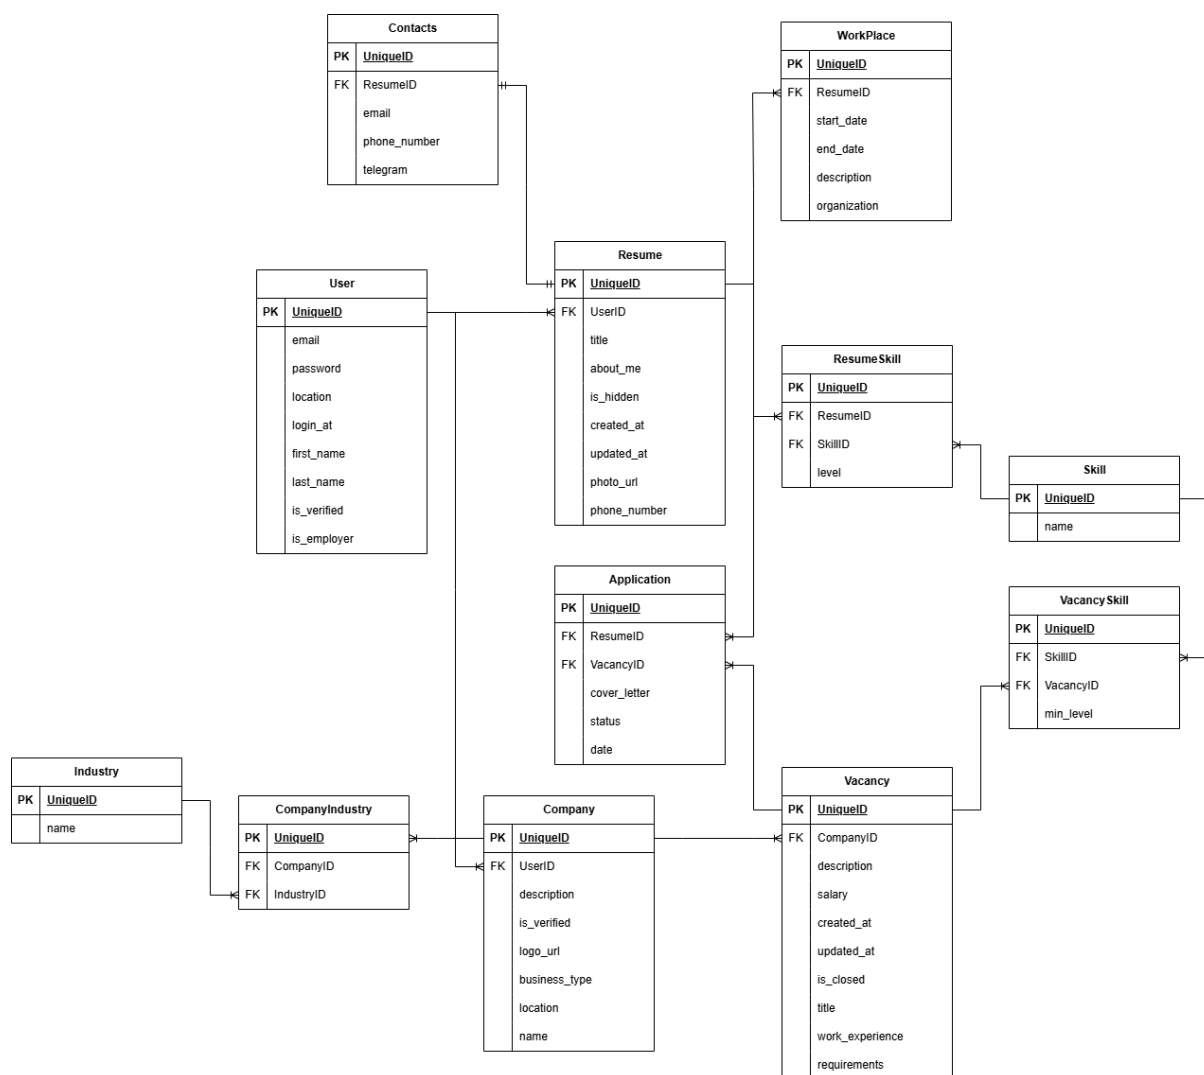 Contacts
PK UniqueID
FK ResumeID
email
phone_number
telegram
WorkPlace
PK UniqueID
FK ResumeID
start_date
end_date
description
organization
User
PK UniqueID
email
password
location
login_at
first_name
last_name
is_verified
is_employer
Resume
PK UniqueID
FK UserID
title
about_me
is_hidden
created_at
updated_at
photo_url
phone_number
ResumeSkill
PK UniqueID
FK ResumeID
FK SkillID
level
Skill
PK UniqueID
name
Application
PK UniqueID
FK ResumeID
FK VacancyID
cover_letter
status
date
VacancySkill
PK UniqueID
FK SkillID
FK VacancyID
min_level
Industry
PK UniqueID
name
CompanyIndustry
PK UniqueID
FK CompanyID
FK IndustryID
Company
PK UniqueID
FK UserID
description
is_verified
logo_url
business_type
location
name
Vacancy
PK UniqueID
FK CompanyID
description
salary
created_at
updated_at
is_closed
title
work_experience
requirements